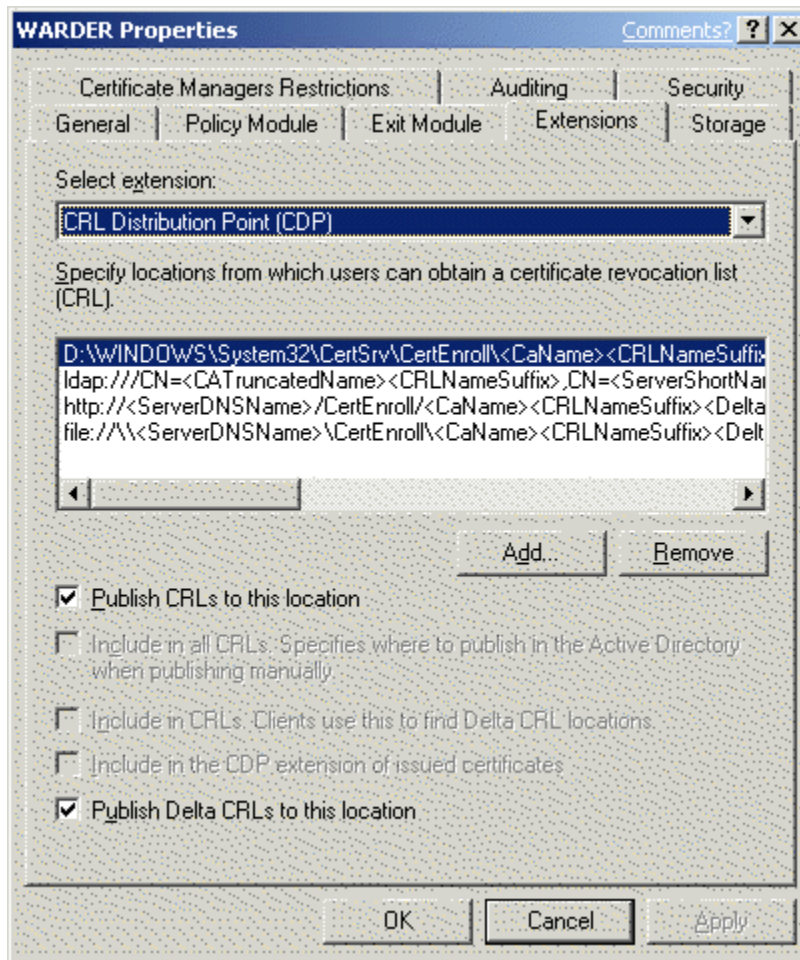 WARDER Properties Comments? ?
Certificate Managers Restrictions Auditing Security
General Policy Module Exit Module Extensions Storage
Select extension:
CRL Distribution Point (CDP)
Specify locations from which users can obtain a certificate revocation list
(CRL).
D:\WINDOWS\System32\CertSrv\CertEnroll\<CaName><CRLNameSuffix
ldap:///CN=<CATruncatedName><CRLNameSuffix>,CN=<ServerShortNa
http://<ServerDNSName>/CertEnroll/<CaName><CRLNameSuffix><Delta
file://\\<ServerDNSName>\CertEnroll\<CaName><CRLNameSuffix><Delt
Add... Remove
Publish CRLs to this location
Include in all CRLs. Specifies where to publish in the Active Directory
when publishing manually.
Include in CRLs. Clients use this to find Delta CRL locations.
Include in the CDP extension of issued certificates
Publish Delta CRLs to this location
OK Cancel Apply